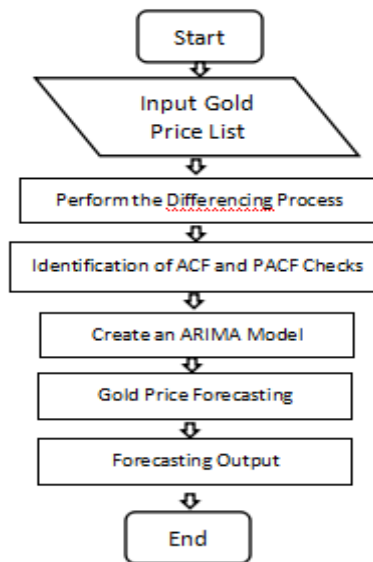 Start
Input Gold
Price List
Perform the Differencing Process
Identification of ACF and PACF Checks
Create an ARIMA Model
Gold Price Forecasting
Forecasting Output
End